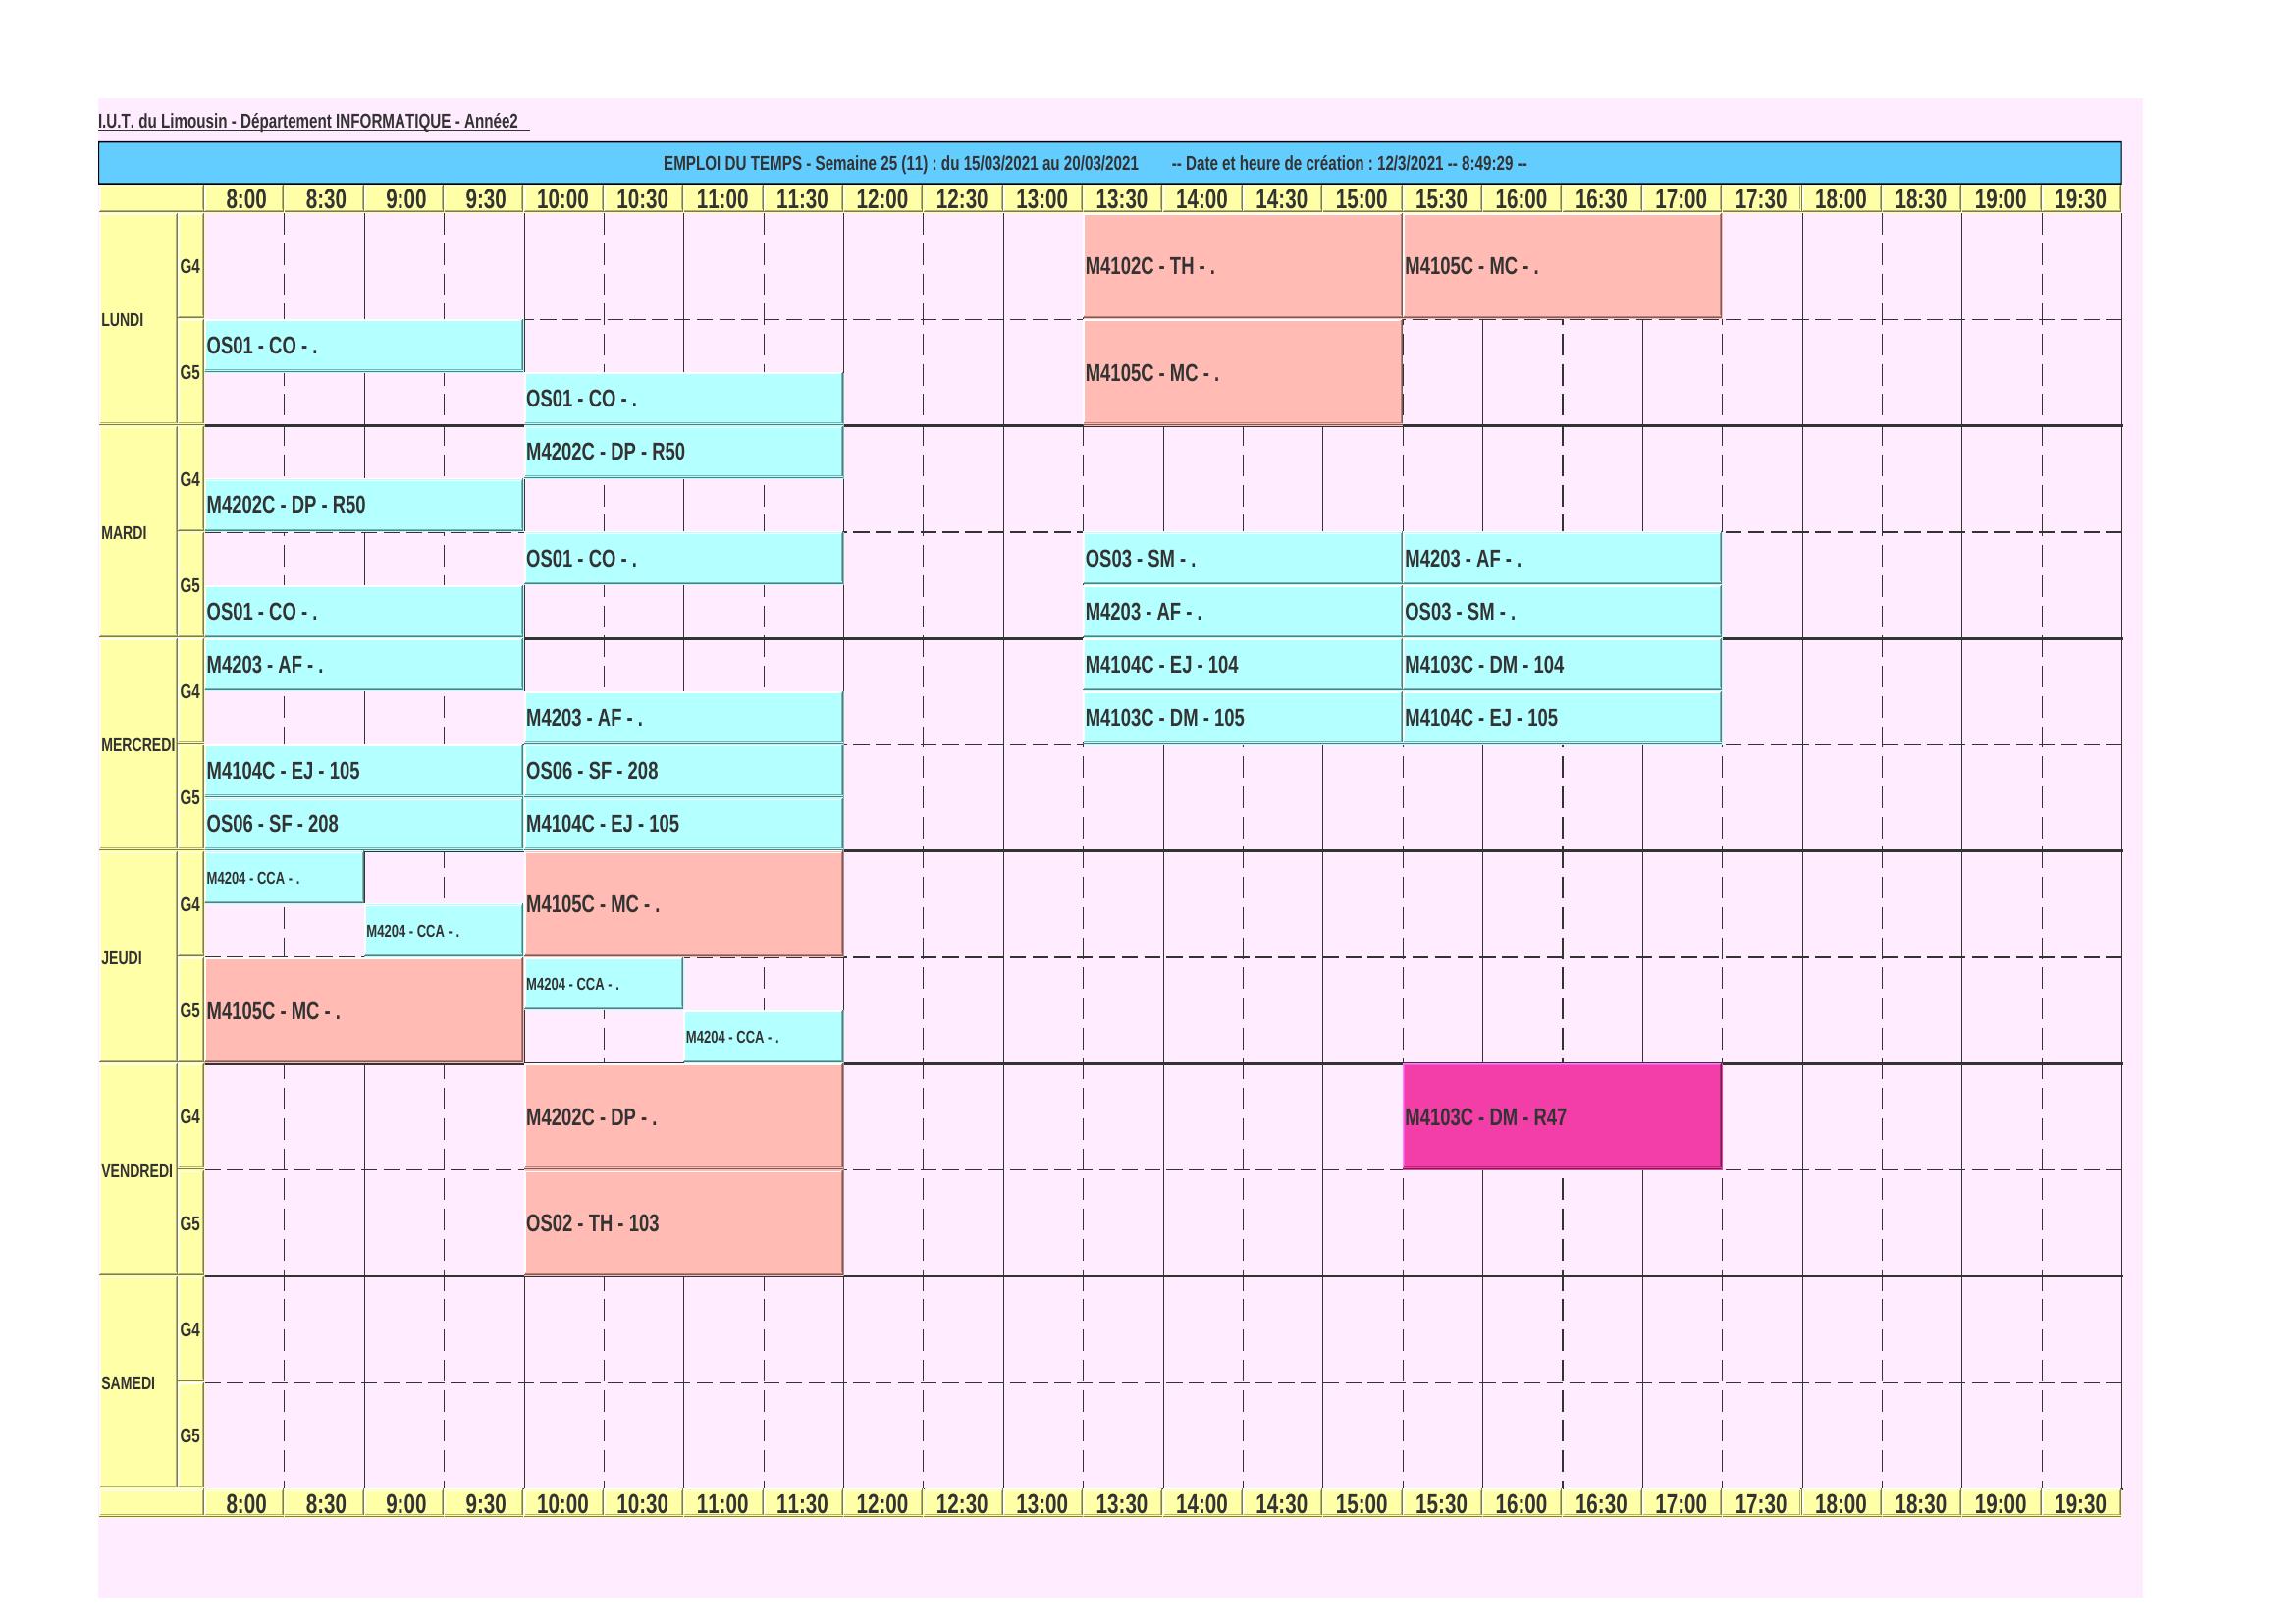 I.U.T. du Limousin - Département INFORMATIQUE - Année2
EMPLOI DU TEMPS - Semaine 25 (11) : du 15/03/2021 au 20/03/2021 -- Date et heure de création : 12/3/2021 -- 8:49:29 --
8:00 8:30 9:00 9:30 10:00 10:30 11:00 11:30 12:00 12:30 13:00 13:30 14:00 14:30 15:00 15:30 16:00 16:30 17:00 17:30 18:00 18:30 19:00 19:30
G4 M4102C - TH - . M4105C - MC - .
LUNDI
OS01 - CO - .
G5 M4105C - MC - .
OS01 - CO - .
M4202C - DP - R50
G4
M4202C - DP - R50
MARDI
OS01 - CO - . OS03 - SM - . M4203 - AF - .
G5
OS01 - CO - . M4203 - AF - . OS03 - SM - .
M4203 - AF - . M4104C - EJ - 104 M4103C - DM - 104
G4
M4203 - AF - . M4103C - DM - 105 M4104C - EJ - 105
MERCREDI
M4104C - EJ - 105 OS06 - SF - 208
G5
OS06 - SF - 208 M4104C - EJ - 105
M4204 - CCA - .
G4 M4105C - MC - .
M4204 - CCA - .
JEUDI
M4204 - CCA - .
G5 M4105C - MC - .
M4204 - CCA - .
G4 M4202C - DP - . M4103C - DM - R47
VENDREDI
G5 OS02 - TH - 103
G4
SAMEDI
G5
8:00 8:30 9:00 9:30 10:00 10:30 11:00 11:30 12:00 12:30 13:00 13:30 14:00 14:30 15:00 15:30 16:00 16:30 17:00 17:30 18:00 18:30 19:00 19:30